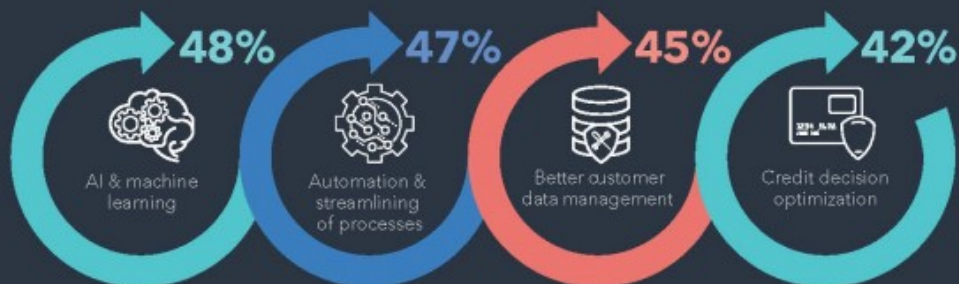 48%
AI & machine
learning
47%
Automation &
streamlining
of processes
45%
Better customer
data management
42%
Credit decision
optimization